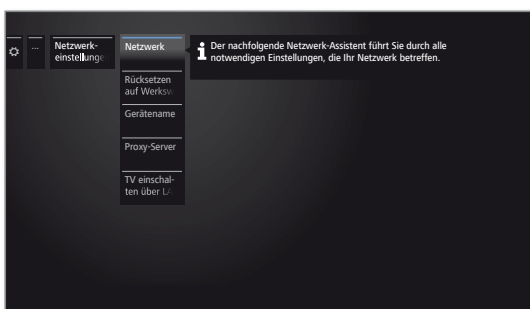 ...
Netzwerk-
einstellunge
Netzwerk
Der nachfolgende Netzwerk-Assistent führt Sie durch alle
notwendigen Einstellungen, die Ihr Netzwerk betreffen.
Rücksetzen
auf Werksw
Gerätename
Proxy-Server
TV einschal-
ten über LA